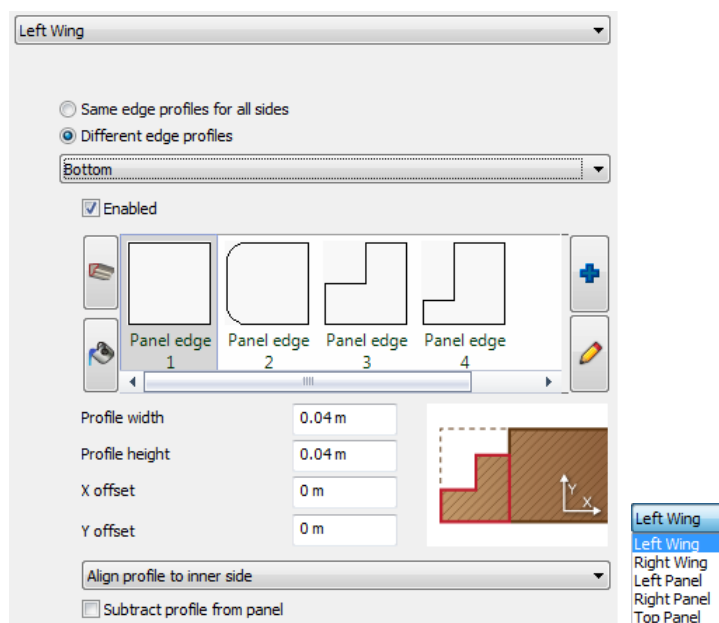 Left Wing
Same edge profiles for all sides
Different edge profiles
Bottom
Enabled
Panel edge 1
Panel edge 2
Panel edge 3
Panel edge 4
Profile width 0.04 m
Profile height 0.04 m
X offset 0 m
Y offset 0 m
Y
X
Align profile to inner side
Subtract profile from panel
Left Wing
Left Wing
Right Wing
Left Panel
Right Panel
Top Panel